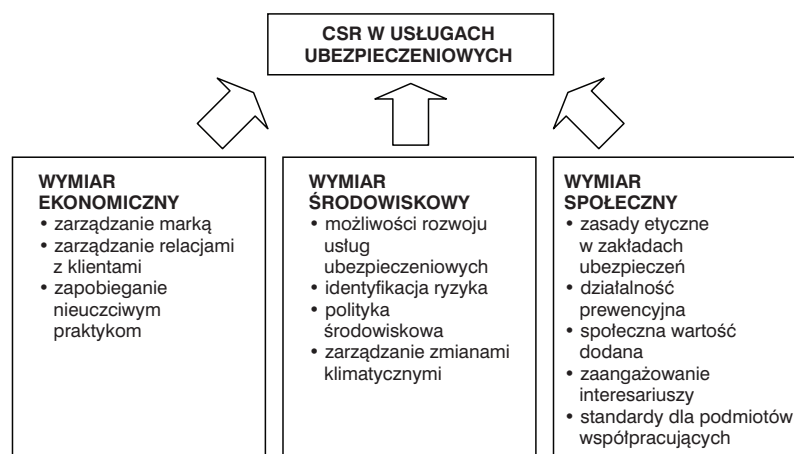 CSR W USŁUGACH
UBEZPIECZENIOWYCH
WYMIAR
EKONOMICZNY
• zarządzanie marką
• zarządzanie relacjami
z klientami
• zapobieganie
nieuczciwym
praktykom
WYMIAR
ŚRODOWISKOWY
• możliwości rozwoju
usług
ubezpieczeniowych
• identyfikacja ryzyka
• polityka
środowiskowa
• zarządzanie zmianami
klimatycznymi
WYMIAR
SPOŁECZNY
• zasady etyczne
w zakładach
ubezpieczeń
• działalność
prewencyjna
• społeczna wartość
dodana
• zaangażowanie
interesariuszy
• standardy dla podmiotów
współpracujących